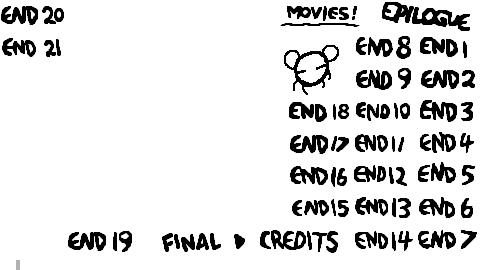 END 20 MOVIES! EPILOGUE
END 21 END 8 END 1
END 9 END 2
END 18 END 10 END 3
END 17 END 11 END 4
END 16 END 12 END 5
END 15 END 13 END 6
END 19 FINAL CREDITS END 14 END 7